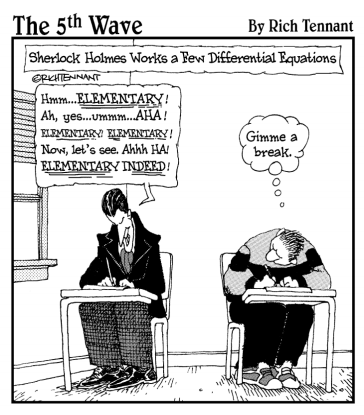 The 5th Wave By Rich Tennant
Sherlock Holmes Works a Few Differential Equations
©RICHTENNANT
Hmm...ELEMENTARY!
Ah, yes...ummm...AHA!
ELEMENTARY! ELEMENTARY!
Now, let's see. Ahhh HA!
ELEMENTARY INDEED!
Gimme a
break.